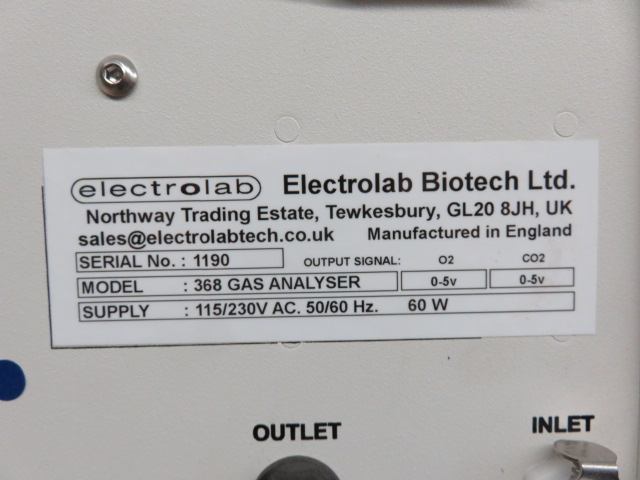 electrolab Electrolab Biotech Ltd.
Northway Trading Estate, Tewkesbury, GL20 8JH, UK
sales@electrolabtech.co.uk Manufactured in England
SERIAL No. : 1190 OUTPUT SIGNAL: O2 CO2
MODEL : 368 GAS ANALYSER 0-5v 0-5v
SUPPLY : 115/230V AC. 50/60 Hz. 60 W
OUTLET INLET